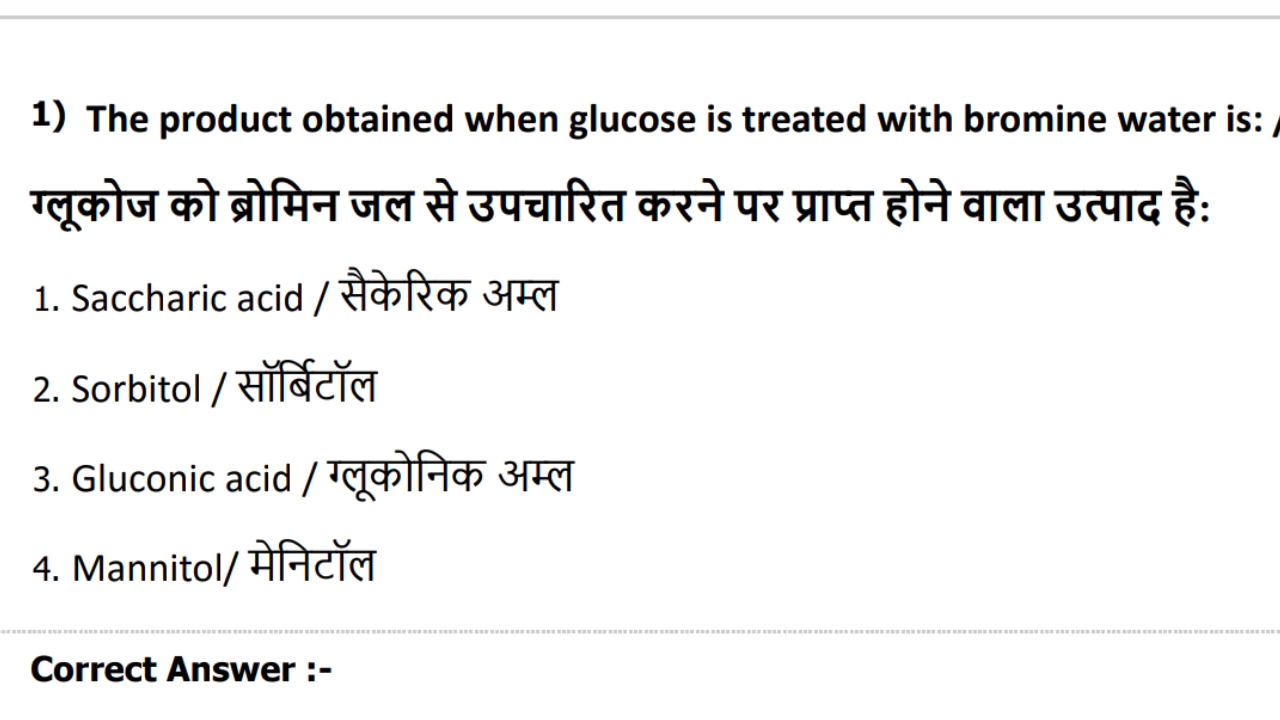 1) The product obtained when glucose is treated with bromine water is: /
ग्लूकोज को ब्रोमिन जल से उपचारित करने पर प्राप्त होने वाला उत्पाद है:
1. Saccharic acid / सैकेरिक अम्ल
2. Sorbitol / सॉर्बिटॉल
3. Gluconic acid / ग्लूकोनिक अम्ल
4. Mannitol/ मेनिटॉल
Correct Answer :-